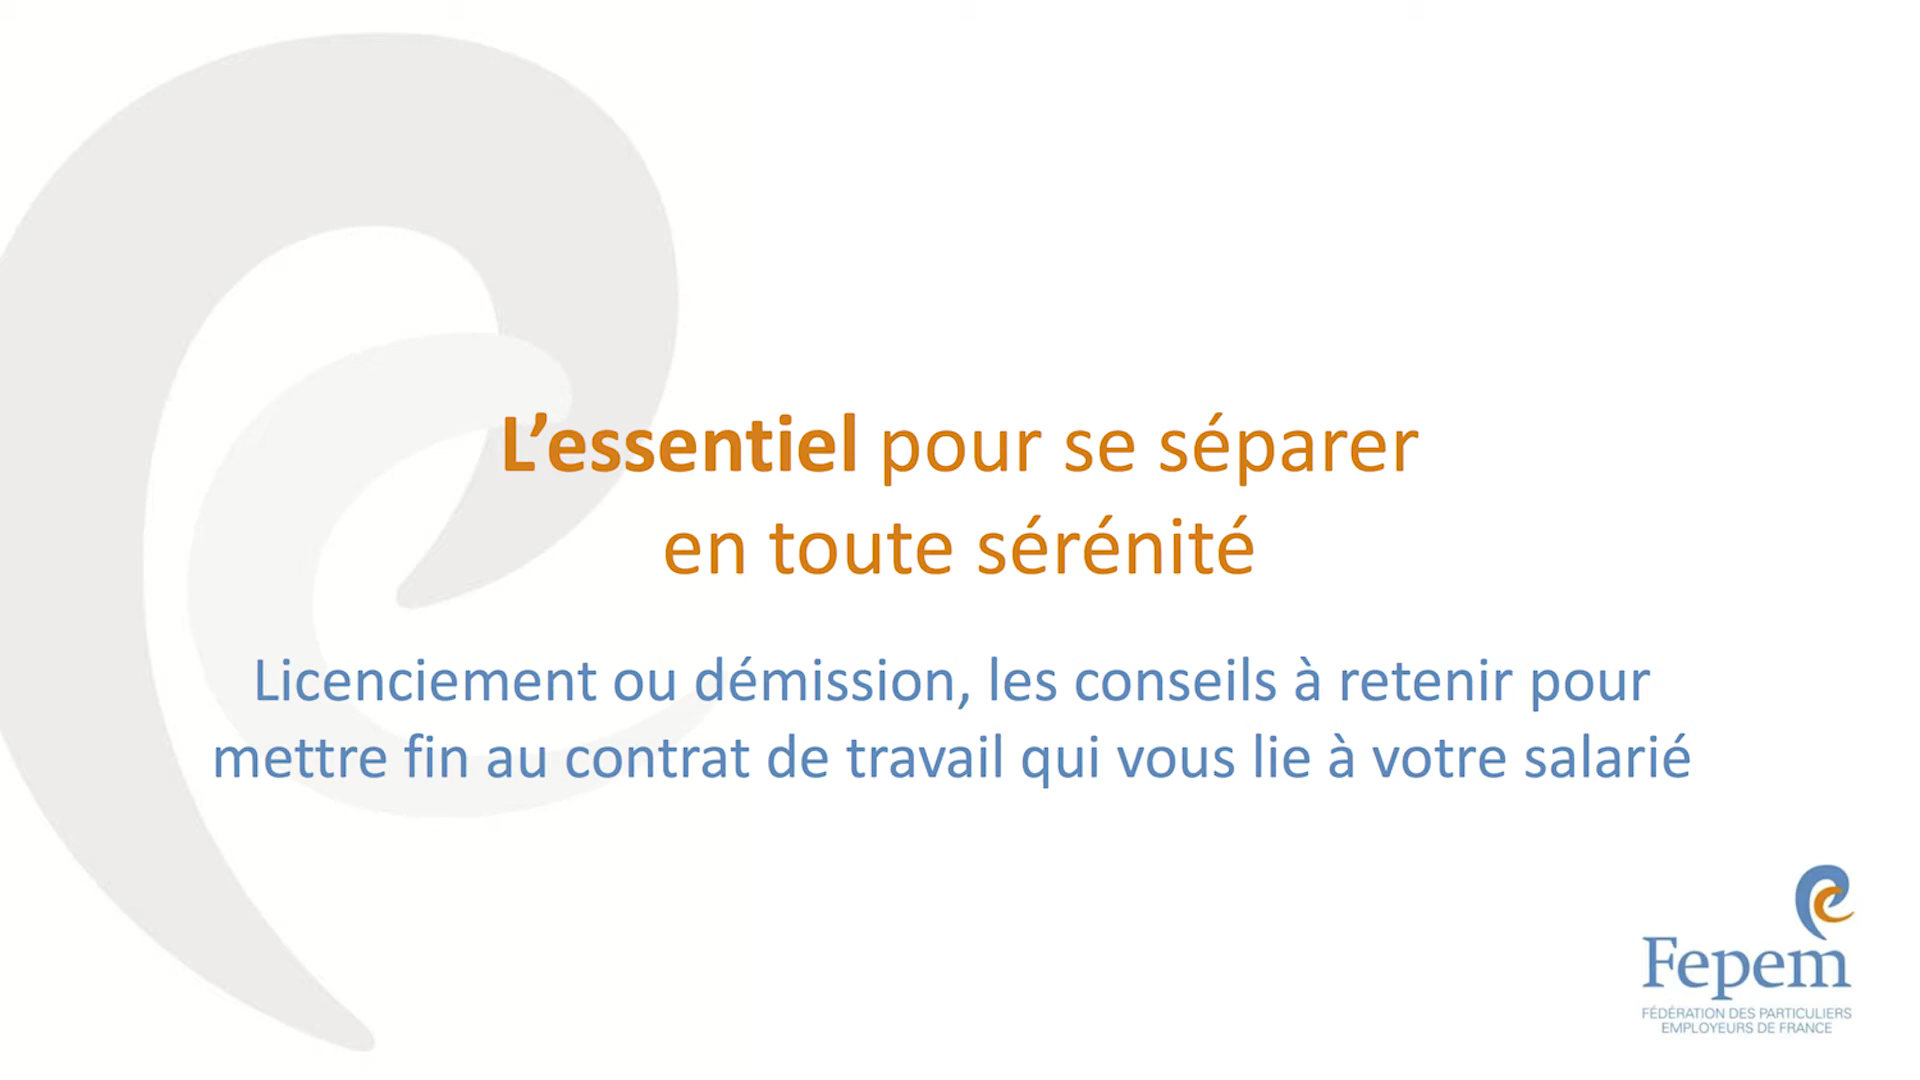 L’essentiel pour se séparer
en toute sérénité
Licenciement ou démission, les conseils à retenir pour
mettre fin au contrat de travail qui vous lie à votre salarié
Fepem
FÉDÉRATION DES PARTICULIERS
EMPLOYEURS DE FRANCE